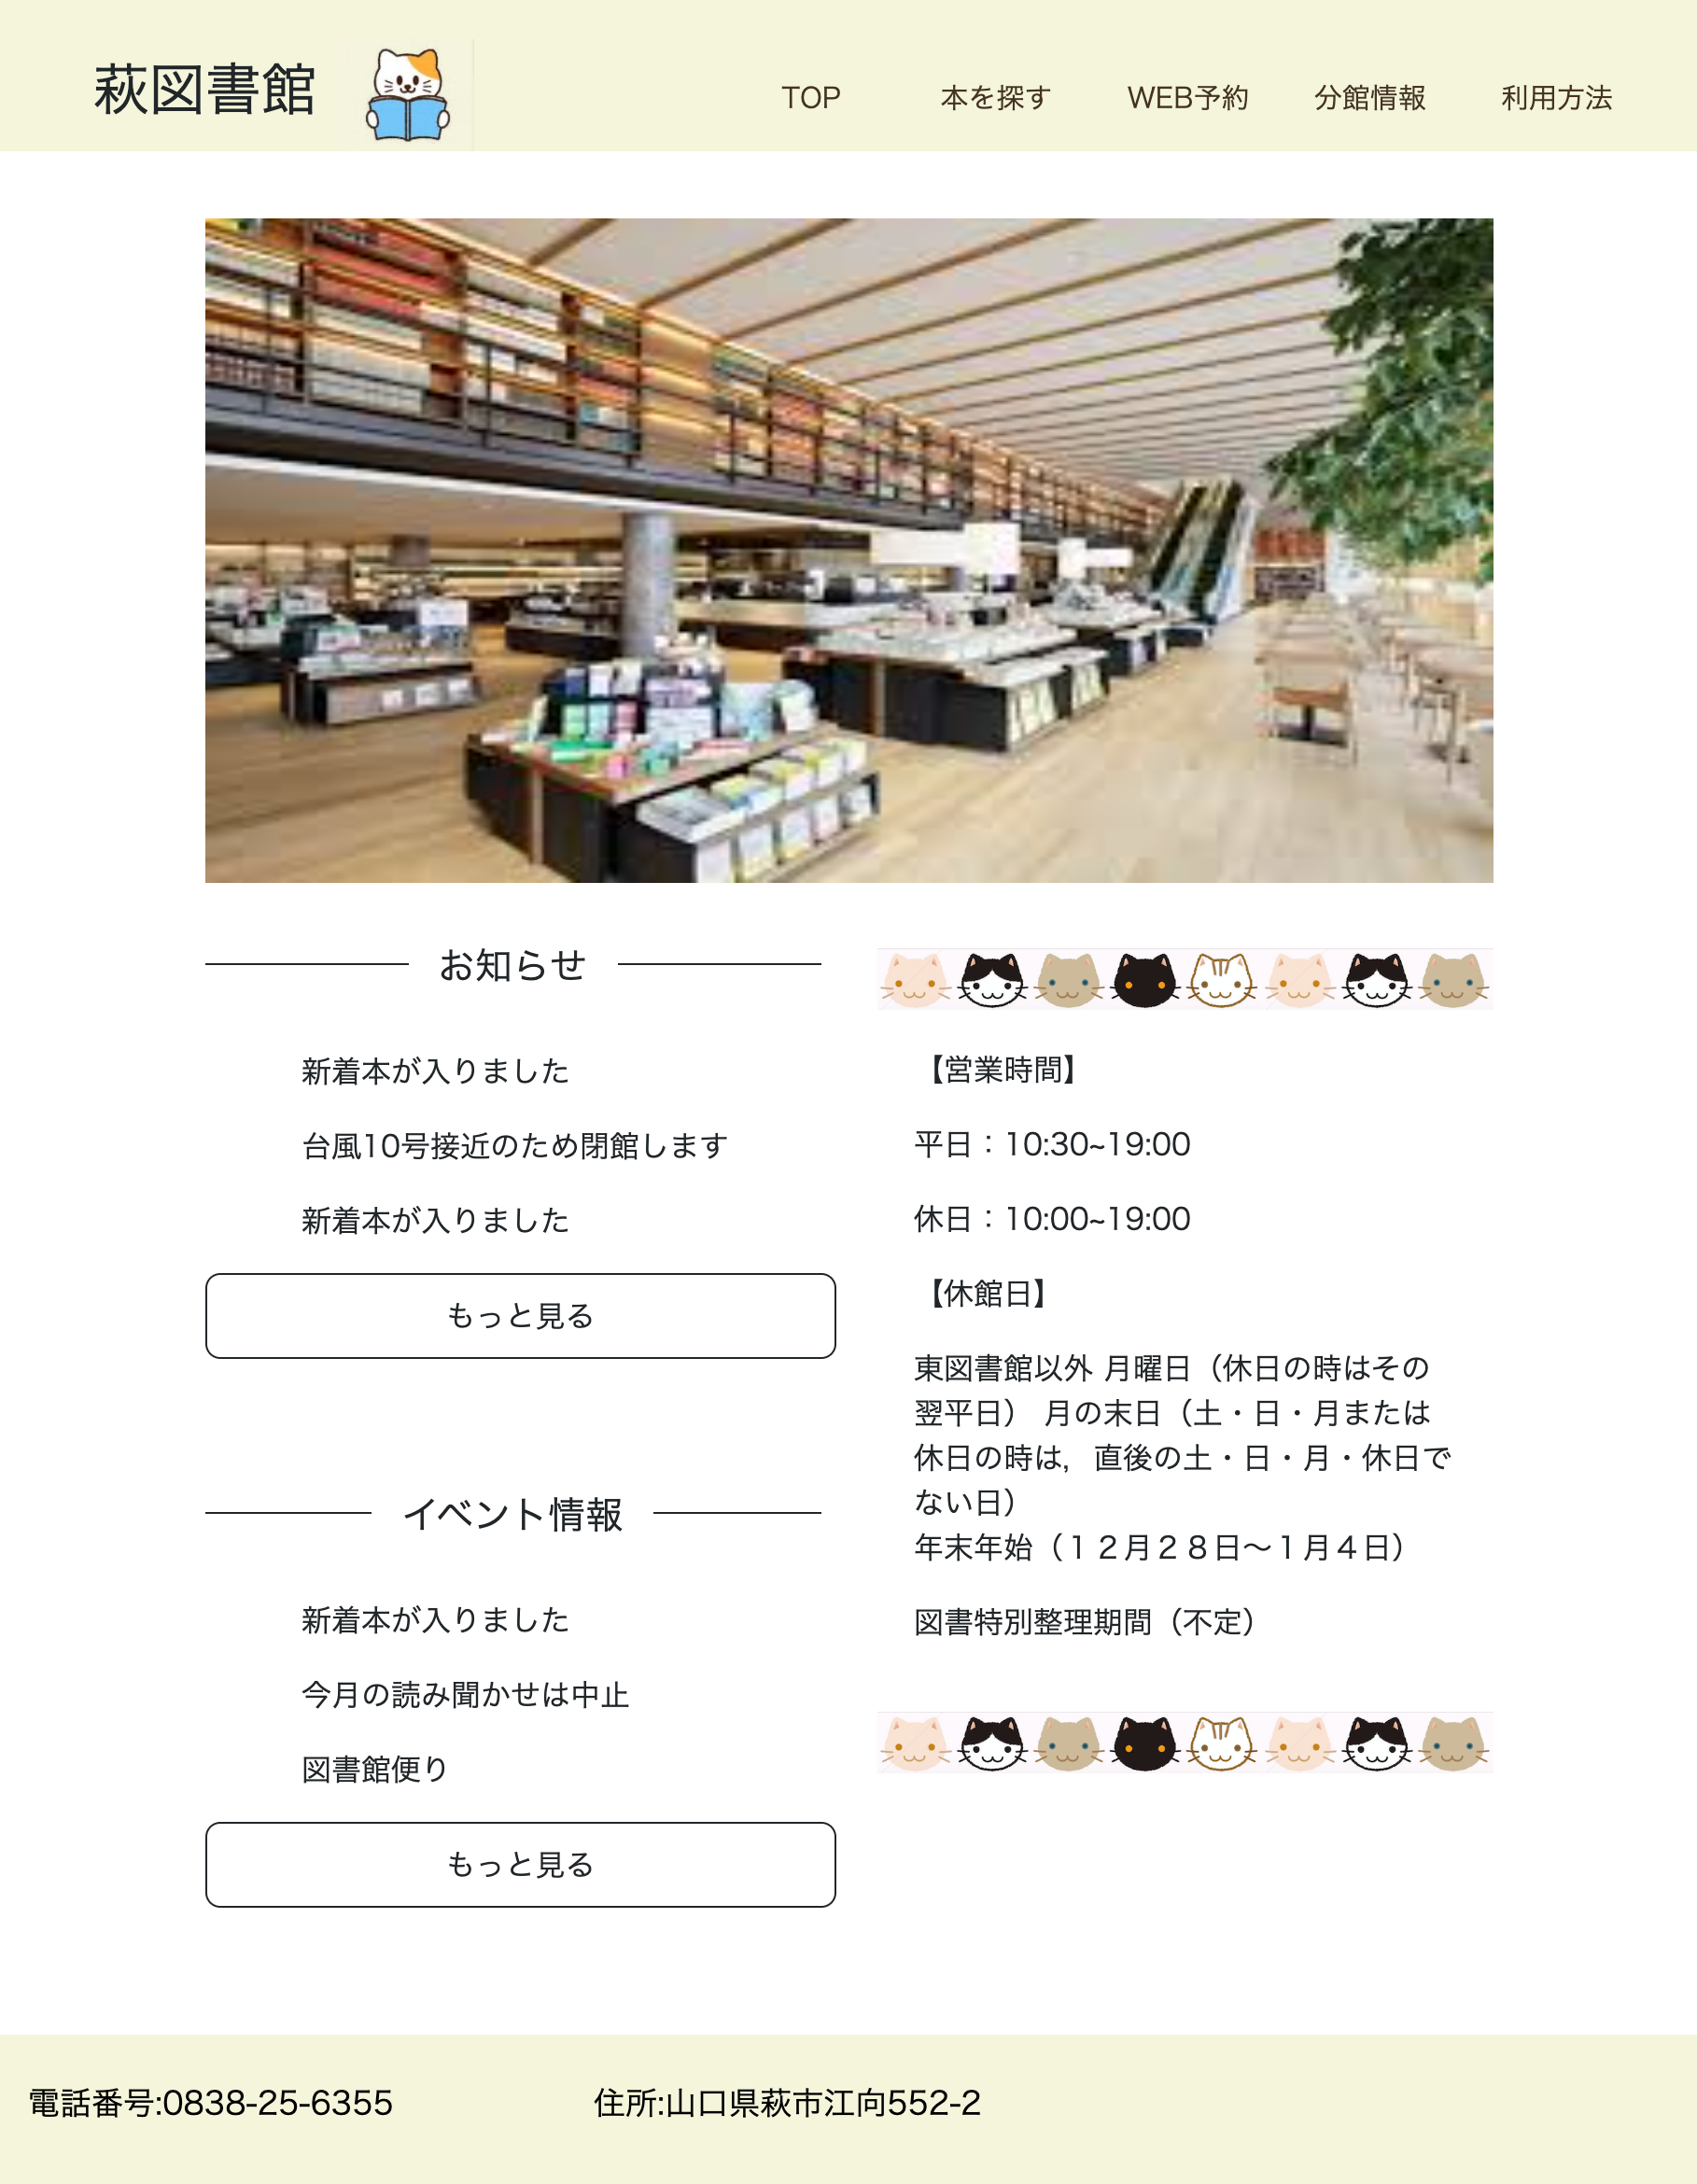 萩図書館
TOP
本を探す
WEB予約
分館情報
利用方法
お知らせ
新着本が入りました
台風10号接近のため閉館します
新着本が入りました
もっと見る
イベント情報
新着本が入りました
今月の読み聞かせは中止
図書館便り
もっと見る
【営業時間】
平日：10:30~19:00
休日：10:00~19:00
【休館日】
東図書館以外 月曜日（休日の時はその
翌平日） 月の末日（土・日・月または
休日の時は，直後の土・日・月・休日で
ない日）
年末年始（１２月２８日〜１月４日）
図書特別整理期間（不定）
電話番号:0838-25-6355
住所:山口県萩市江向552-2